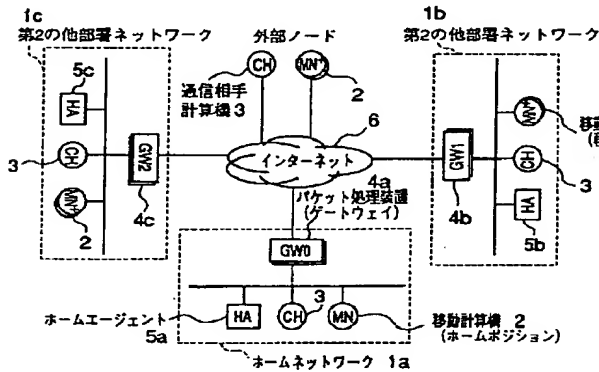 1c
第2の他部署ネットワーク
外部ノード
1b
第2の他部署ネットワーク
5c
HA
CH
MN+
通信相手
計算機3
2
6
3
CH
GW2
インターネット
GW1
MN+
移動
CH
3
MN+
2
4c
4a
パケット処理装置
(ゲートウェイ)
4b
HA
5b
GW0
3
HA
CH
MN
ホームエージェント
5a
移動計算機 2
(ホームポジション)
ホームネットワーク 1a